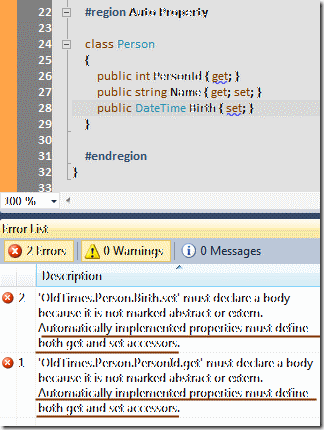 22 #region Auto Property
23
24 class Person
25 {
26 public int PersonId { get; }
27 public string Name { get; set; }
28 public DateTime Birth { set; }
29 }
30
31 #endregion
32 }
33
100 %
Error List
2 Errors 0 Warnings 0 Messages
Description
2 'OldTimes.Person.Birth.set' must declare a body
because it is not marked abstract or extern.
Automatically implemented properties must define
both get and set accessors.
1 'OldTimes.Person.PersonId.get' must declare a body
because it is not marked abstract or extern.
Automatically implemented properties must define
both get and set accessors.